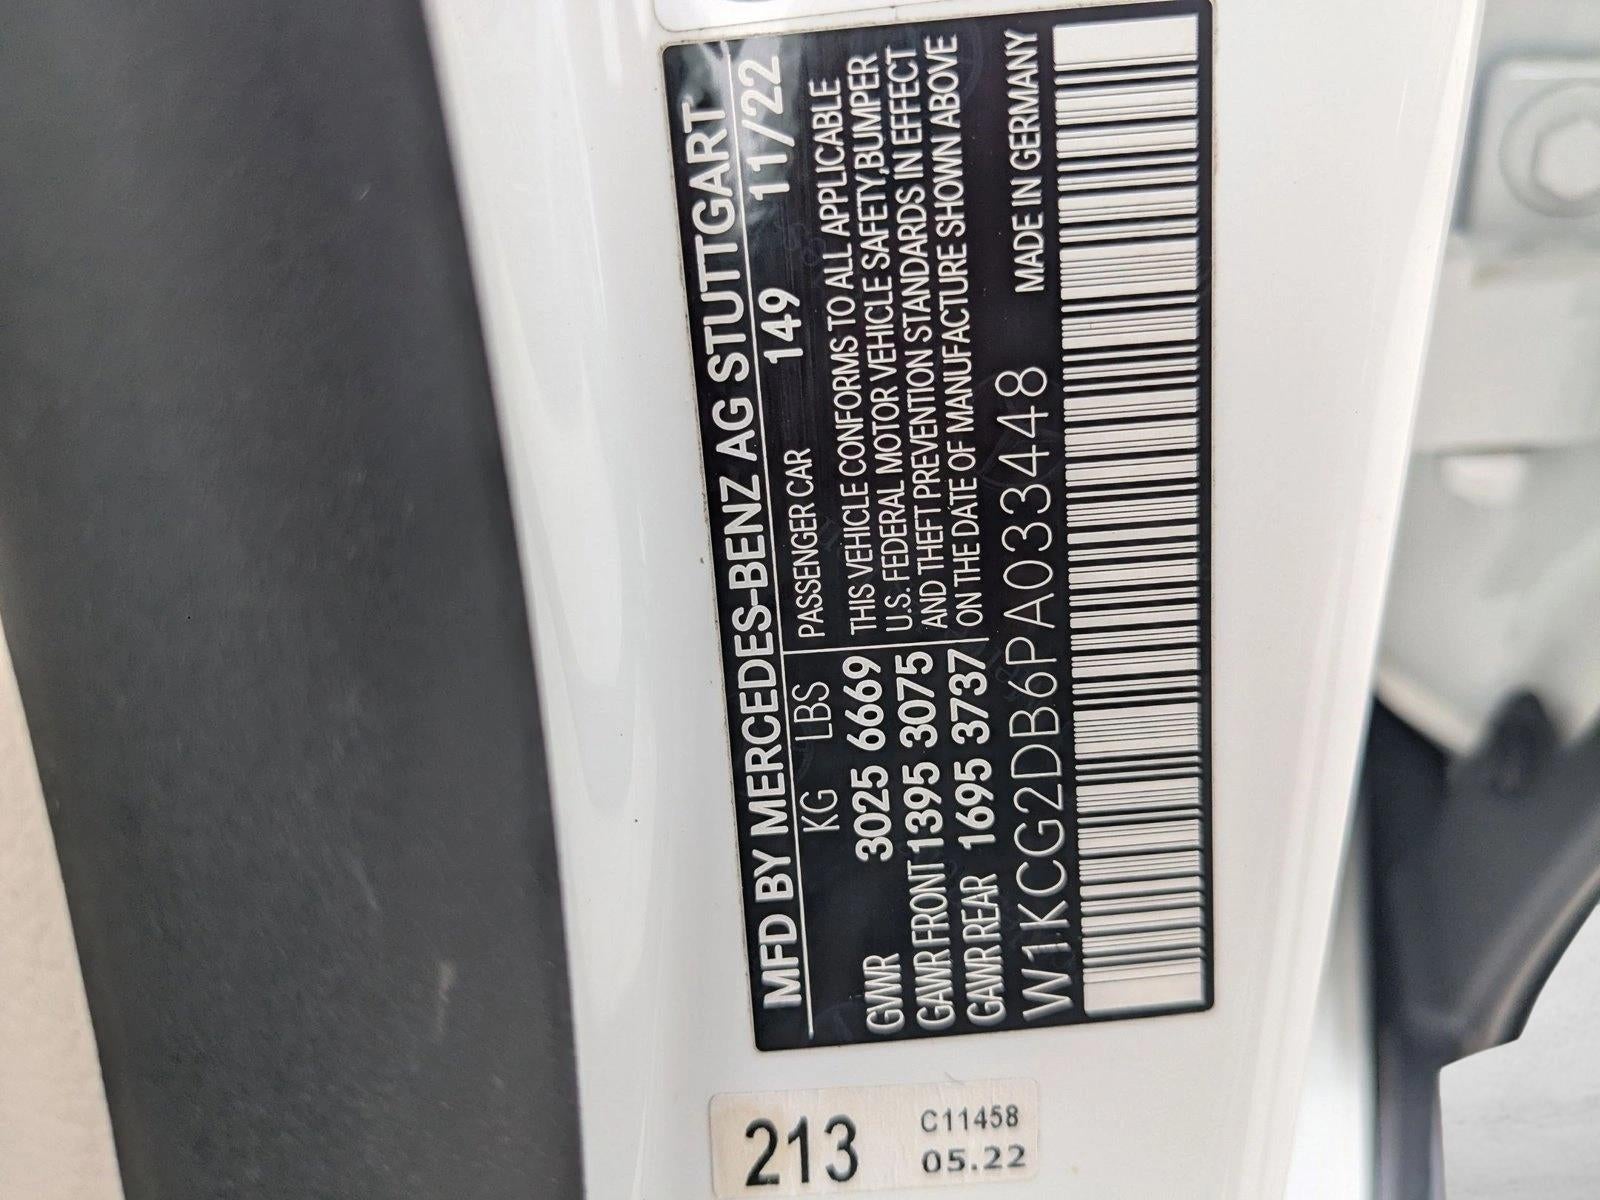 MFD BY MERCEDES-BENZ AG STUTTGART
KG LBS PASSENGER CAR 149 11/22
GVWR 3025 6669 THIS VEHICLE CONFORMS TO ALL APPLICABLE
GAWR FRONT 1395 3075 U.S. FEDERAL MOTOR VEHICLE SAFETY,BUMPER
GAWR REAR 1695 3737 AND THEFT PREVENTION STANDARDS IN EFFECT
ON THE DATE OF MANUFACTURE SHOWN ABOVE
W1KCG2DB6PA033448 MADE IN GERMANY
213
C11458
05.22